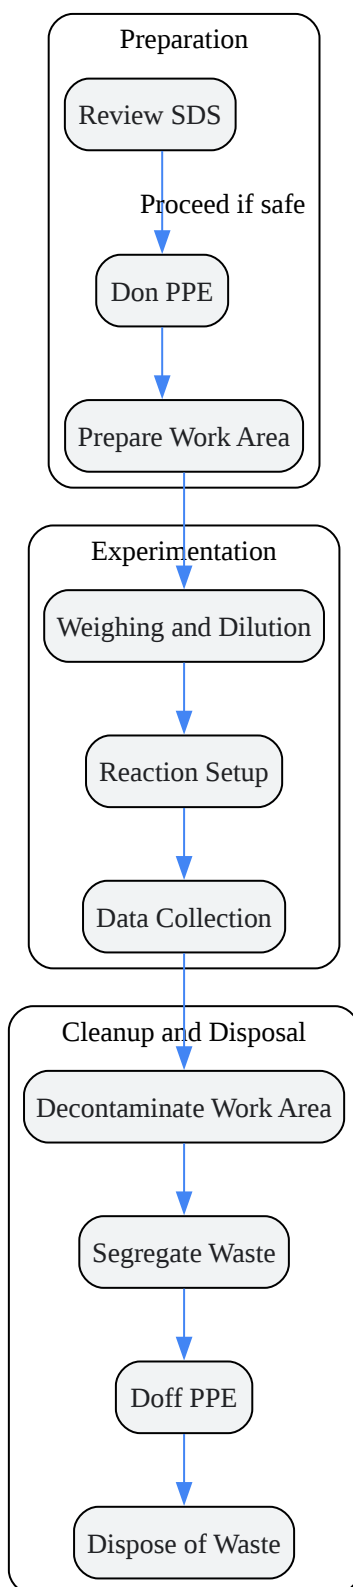 Preparation
Review SDS
Proceed if safe
Don PPE
Prepare Work Area
Experimentation
Weighing and Dilution
Reaction Setup
Data Collection
Cleanup and Disposal
Decontaminate Work Area
Segregate Waste
Doff PPE
Dispose of Waste